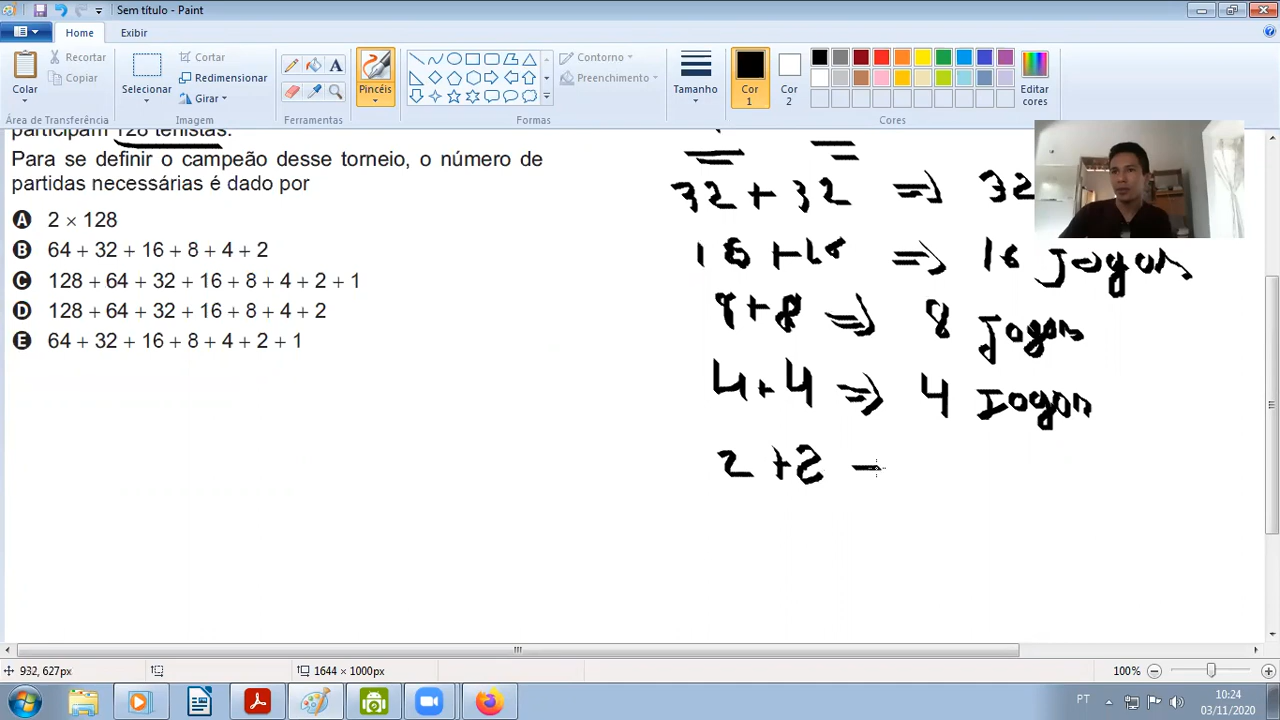 Sem título - Paint
Home
Exibir
Colar
Recortar
Copiar
Área de Transferência
Selecionar
Cortar
Redimensionar
Girar
Imagem
Ferramentas
Pincéis
Contorno
Preenchimento
Formas
Tamanho
Cor
1
Cor
2
Editar
cores
Cores
participam 128 tenistas.
Para se definir o campeão desse torneio, o número de
partidas necessárias é dado por
A 2 × 128
B 64 + 32 + 16 + 8 + 4 + 2
C 128 + 64 + 32 + 16 + 8 + 4 + 2 + 1
D 128 + 64 + 32 + 16 + 8 + 4 + 2
E 64 + 32 + 16 + 8 + 4 + 2 + 1
32 + 32 ⇒ 32
16 + 16 ⇒ 16 jogos
8 + 8 ⇒ 8 jogos
4 + 4 ⇒ 4 Jogos
2 + 2 –
932, 627px
1644 × 1000px
100%
PT
10:24
03/11/2020